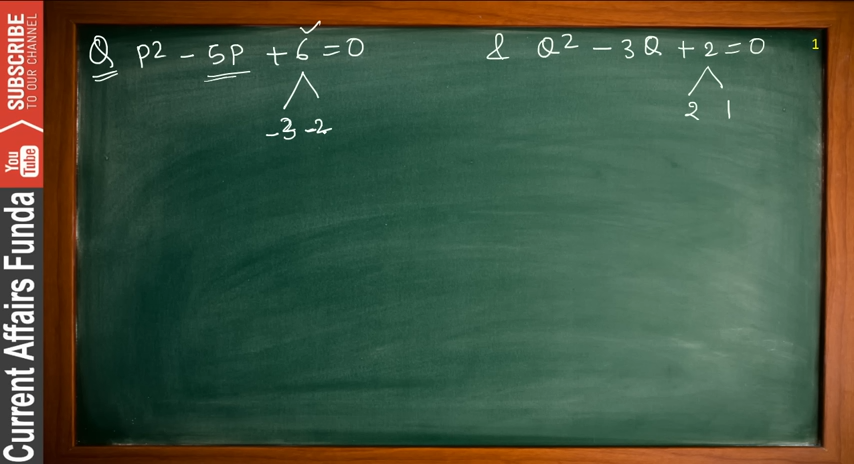 SUBSCRIBE
TO OUR CHANNEL
You Tube
Current Affairs Funda
Q P2 - 5P + 6 = 0 & Q2 - 3Q + 2 = 0
-3 -2 2 1
1